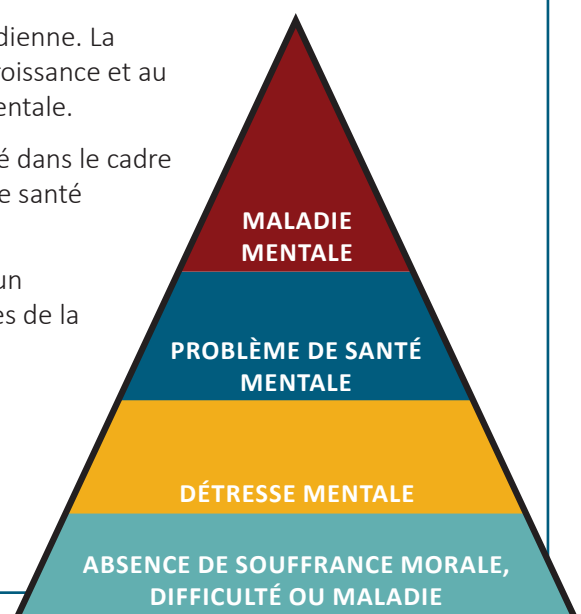 dienne. La
roissance et au
entale.
é dans le cadre
e santé
un
es de la
MALADIE
MENTALE
PROBLÈME DE SANTÉ
MENTALE
DÉTRESSE MENTALE
ABSENCE DE SOUFFRANCE MORALE,
DIFFICULTÉ OU MALADIE